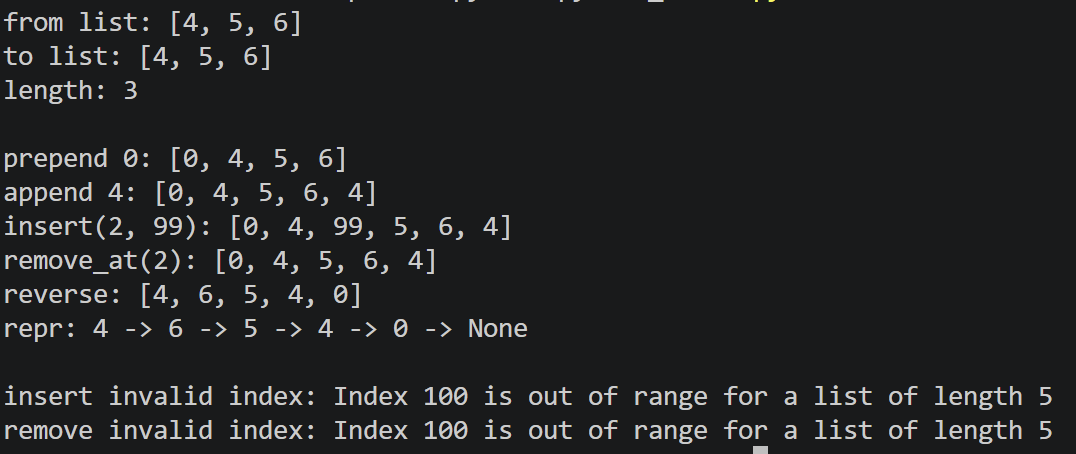 from list: [4, 5, 6]
to list: [4, 5, 6]
length: 3
prepend 0: [0, 4, 5, 6]
append 4: [0, 4, 5, 6, 4]
insert(2, 99): [0, 4, 99, 5, 6, 4]
remove_at(2): [0, 4, 5, 6, 4]
reverse: [4, 6, 5, 4, 0]
repr: 4 -> 6 -> 5 -> 4 -> 0 -> None
insert invalid index: Index 100 is out of range for a list of length 5
remove invalid index: Index 100 is out of range for a list of length 5